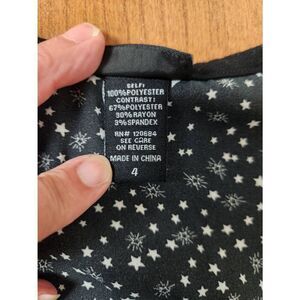 SELF:
100%POLYESTER
CONTRAST:
67%POLYESTER
30%RAYON
3%SPANDEX
RN# 120684
SEE CARE
ON REVERSE
MADE IN CHINA
4